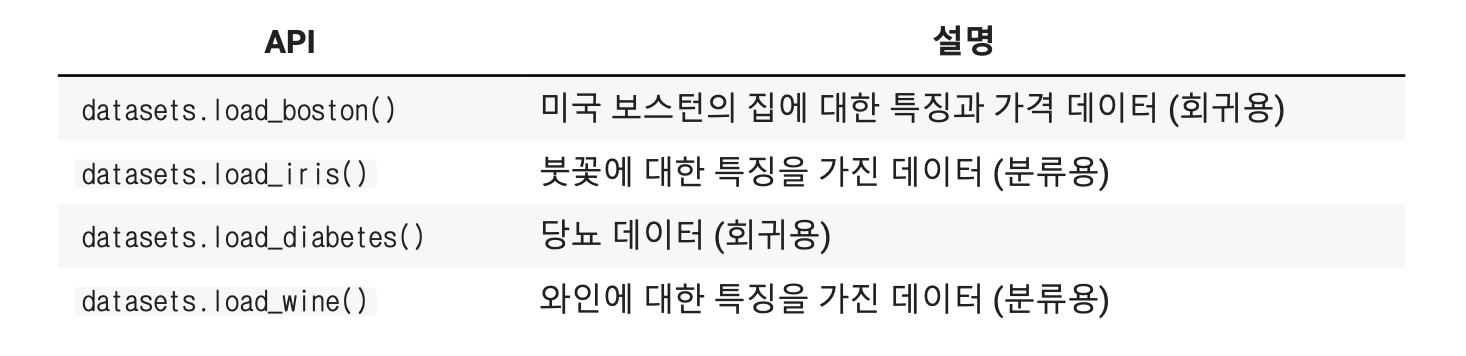 API 설명
datasets.load_boston() 미국 보스턴의 집에 대한 특징과 가격 데이터 (회귀용)
datasets.load_iris() 붓꽃에 대한 특징을 가진 데이터 (분류용)
datasets.load_diabetes() 당뇨 데이터 (회귀용)
datasets.load_wine() 와인에 대한 특징을 가진 데이터 (분류용)